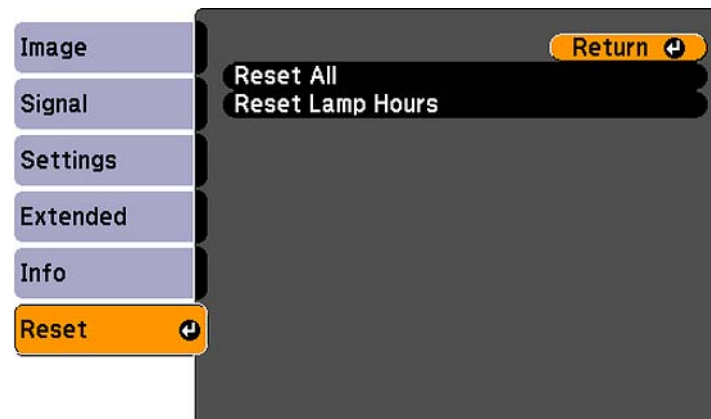 Image
Signal
Settings
Extended
Info
Reset
Return
Reset All
Reset Lamp Hours